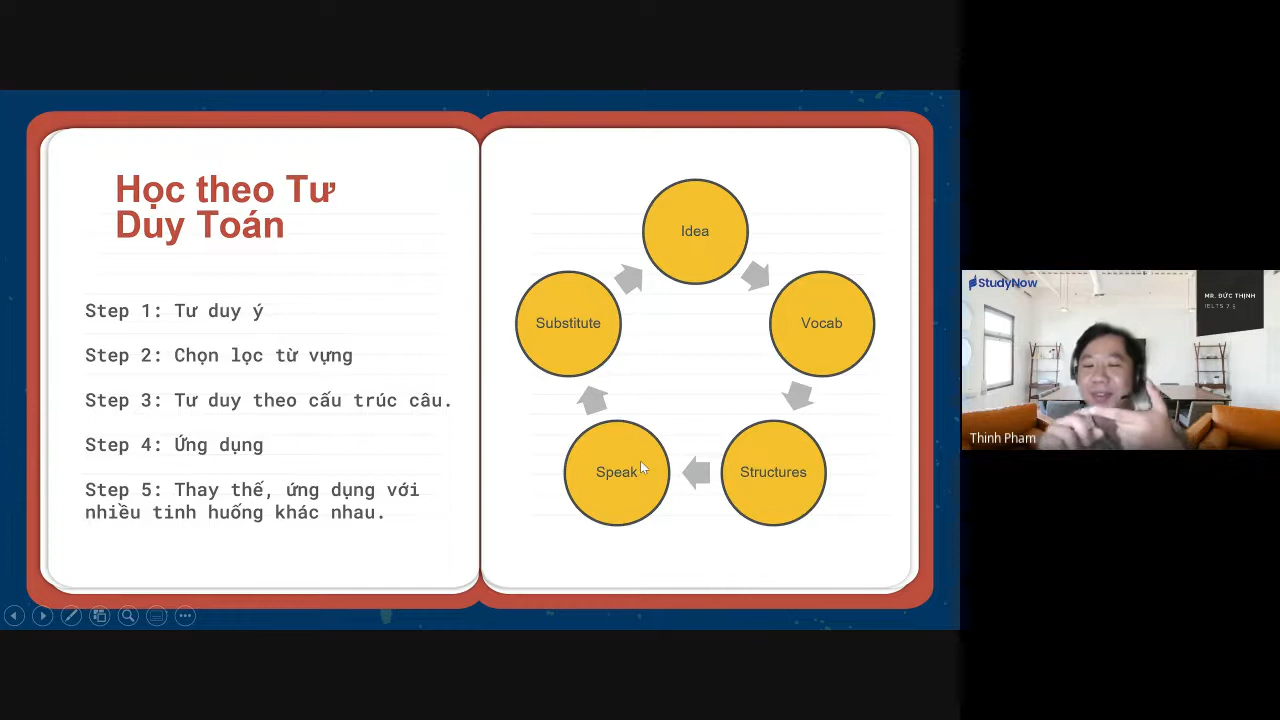 Học theo Tư
Duy Toán
Step 1: Tư duy ý
Step 2: Chọn lọc từ vựng
Step 3: Tư duy theo cấu trúc câu.
Step 4: Ứng dụng
Step 5: Thay thế, ứng dụng với
nhiều tinh huống khác nhau.
Idea
Substitute
Vocab
Speak
Structures
StudyNow
MR. ĐỨC THỊNH
Thinh Pham